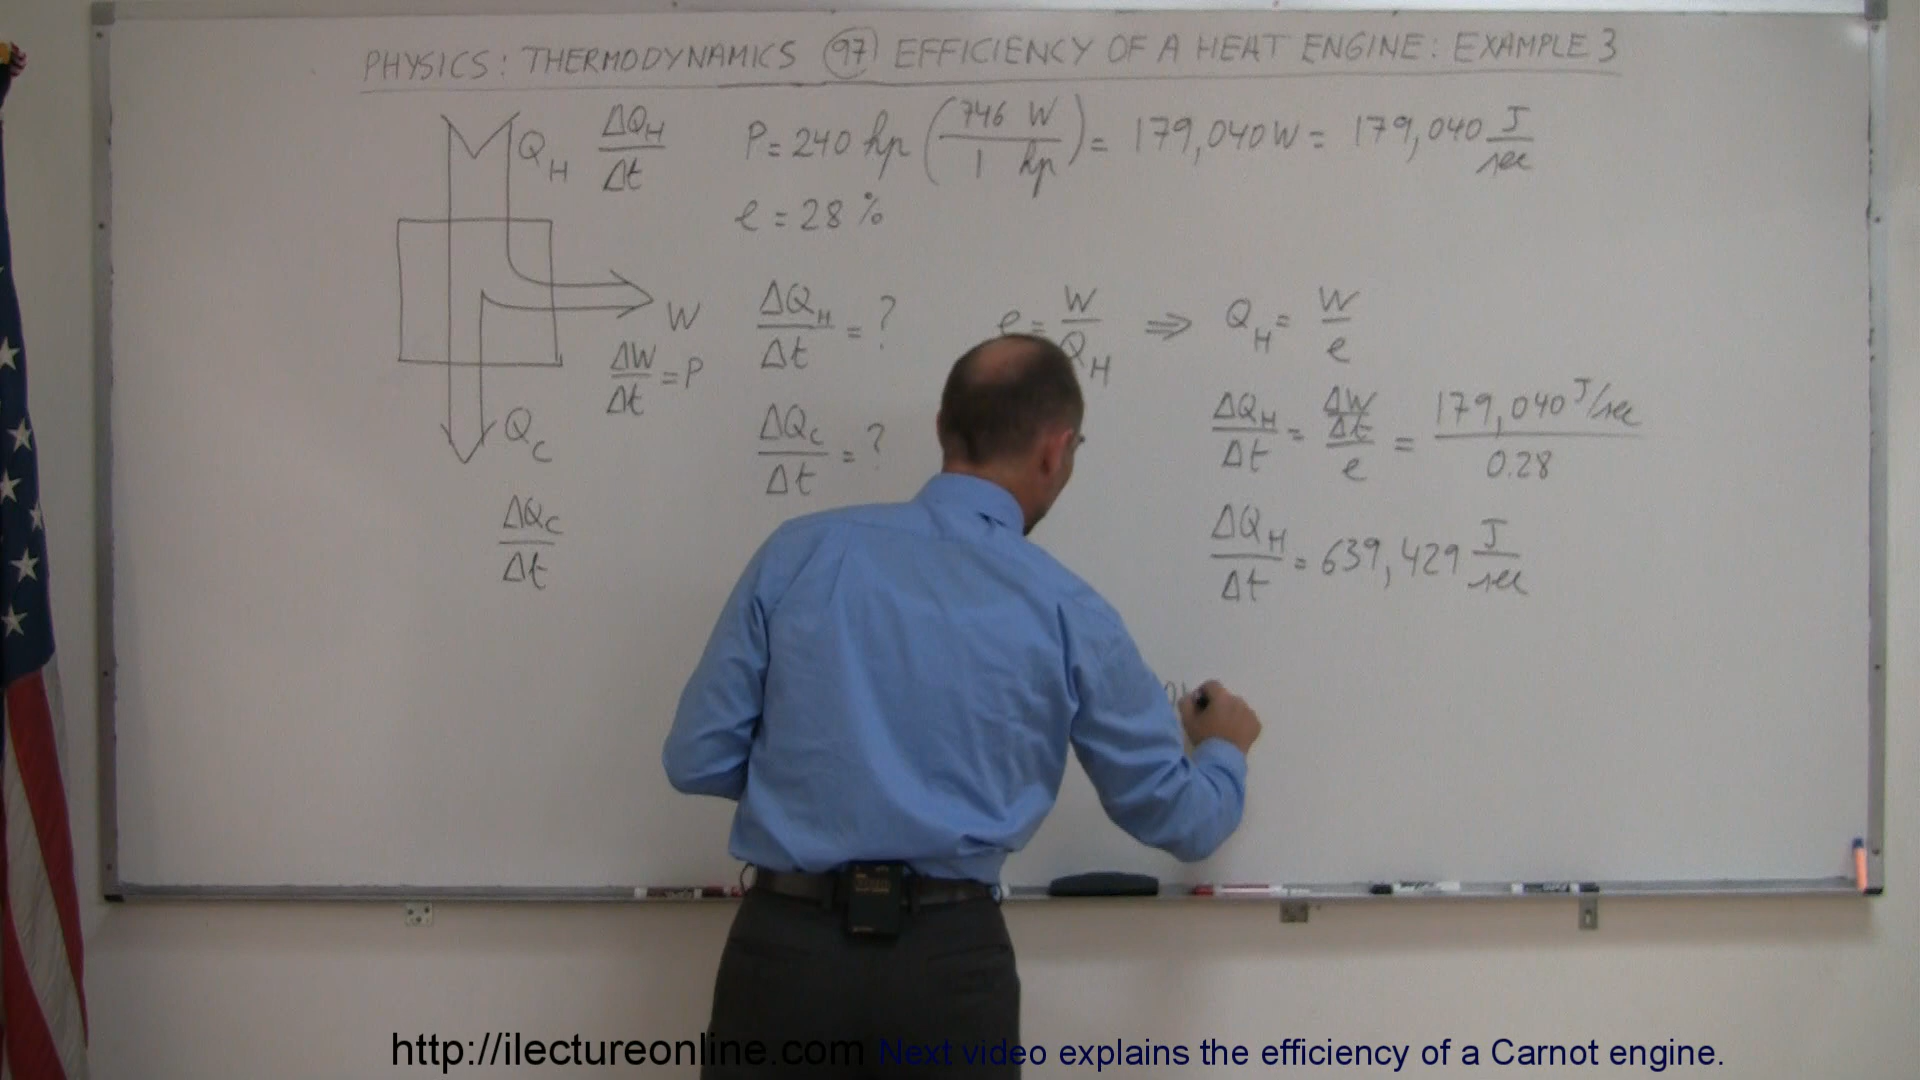 PHYSICS: THERMODYNAMICS (97) EFFICIENCY OF A HEAT ENGINE: EXAMPLE 3
Q_H ΔQ_H/Δt
P = 240 hp (746 W / 1 hp) = 179,040 W = 179,040 J/sec
e = 28 %
W
ΔW/Δt = P
Q_C
ΔQ_C/Δt
ΔQ_H/Δt = ?
ΔQ_C/Δt = ?
e = W/Q_H ⇒ Q_H = W/e
ΔQ_H/Δt = (ΔW/Δt)/e = 179,040 J/sec / 0.28
ΔQ_H/Δt = 639,429 J/sec
http://ilectureonline.com Next video explains the efficiency of a Carnot engine.